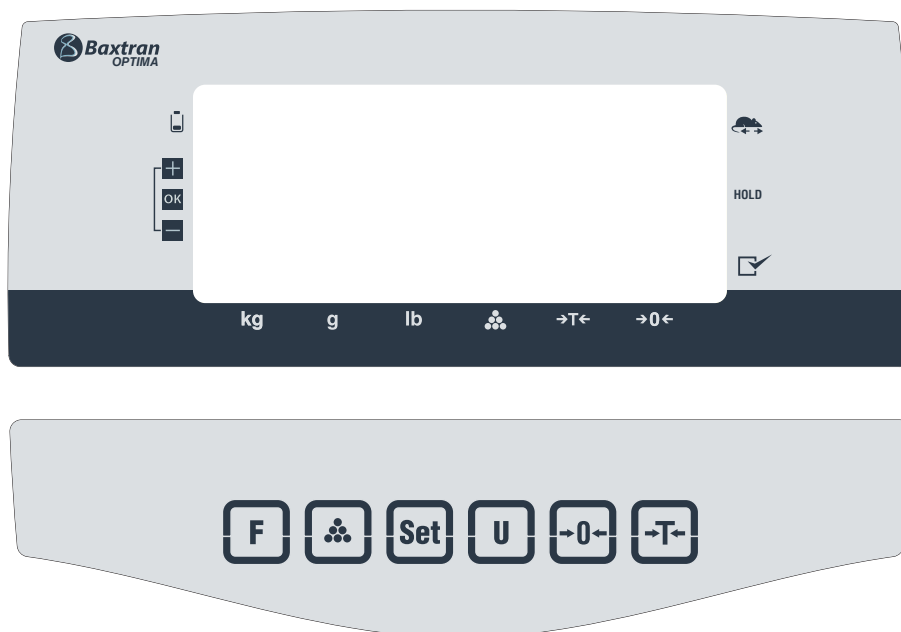 Baxtran
OPTIMA
+
OK
−
HOLD
kg g lb →T← →0←
F Set U →0← →T←